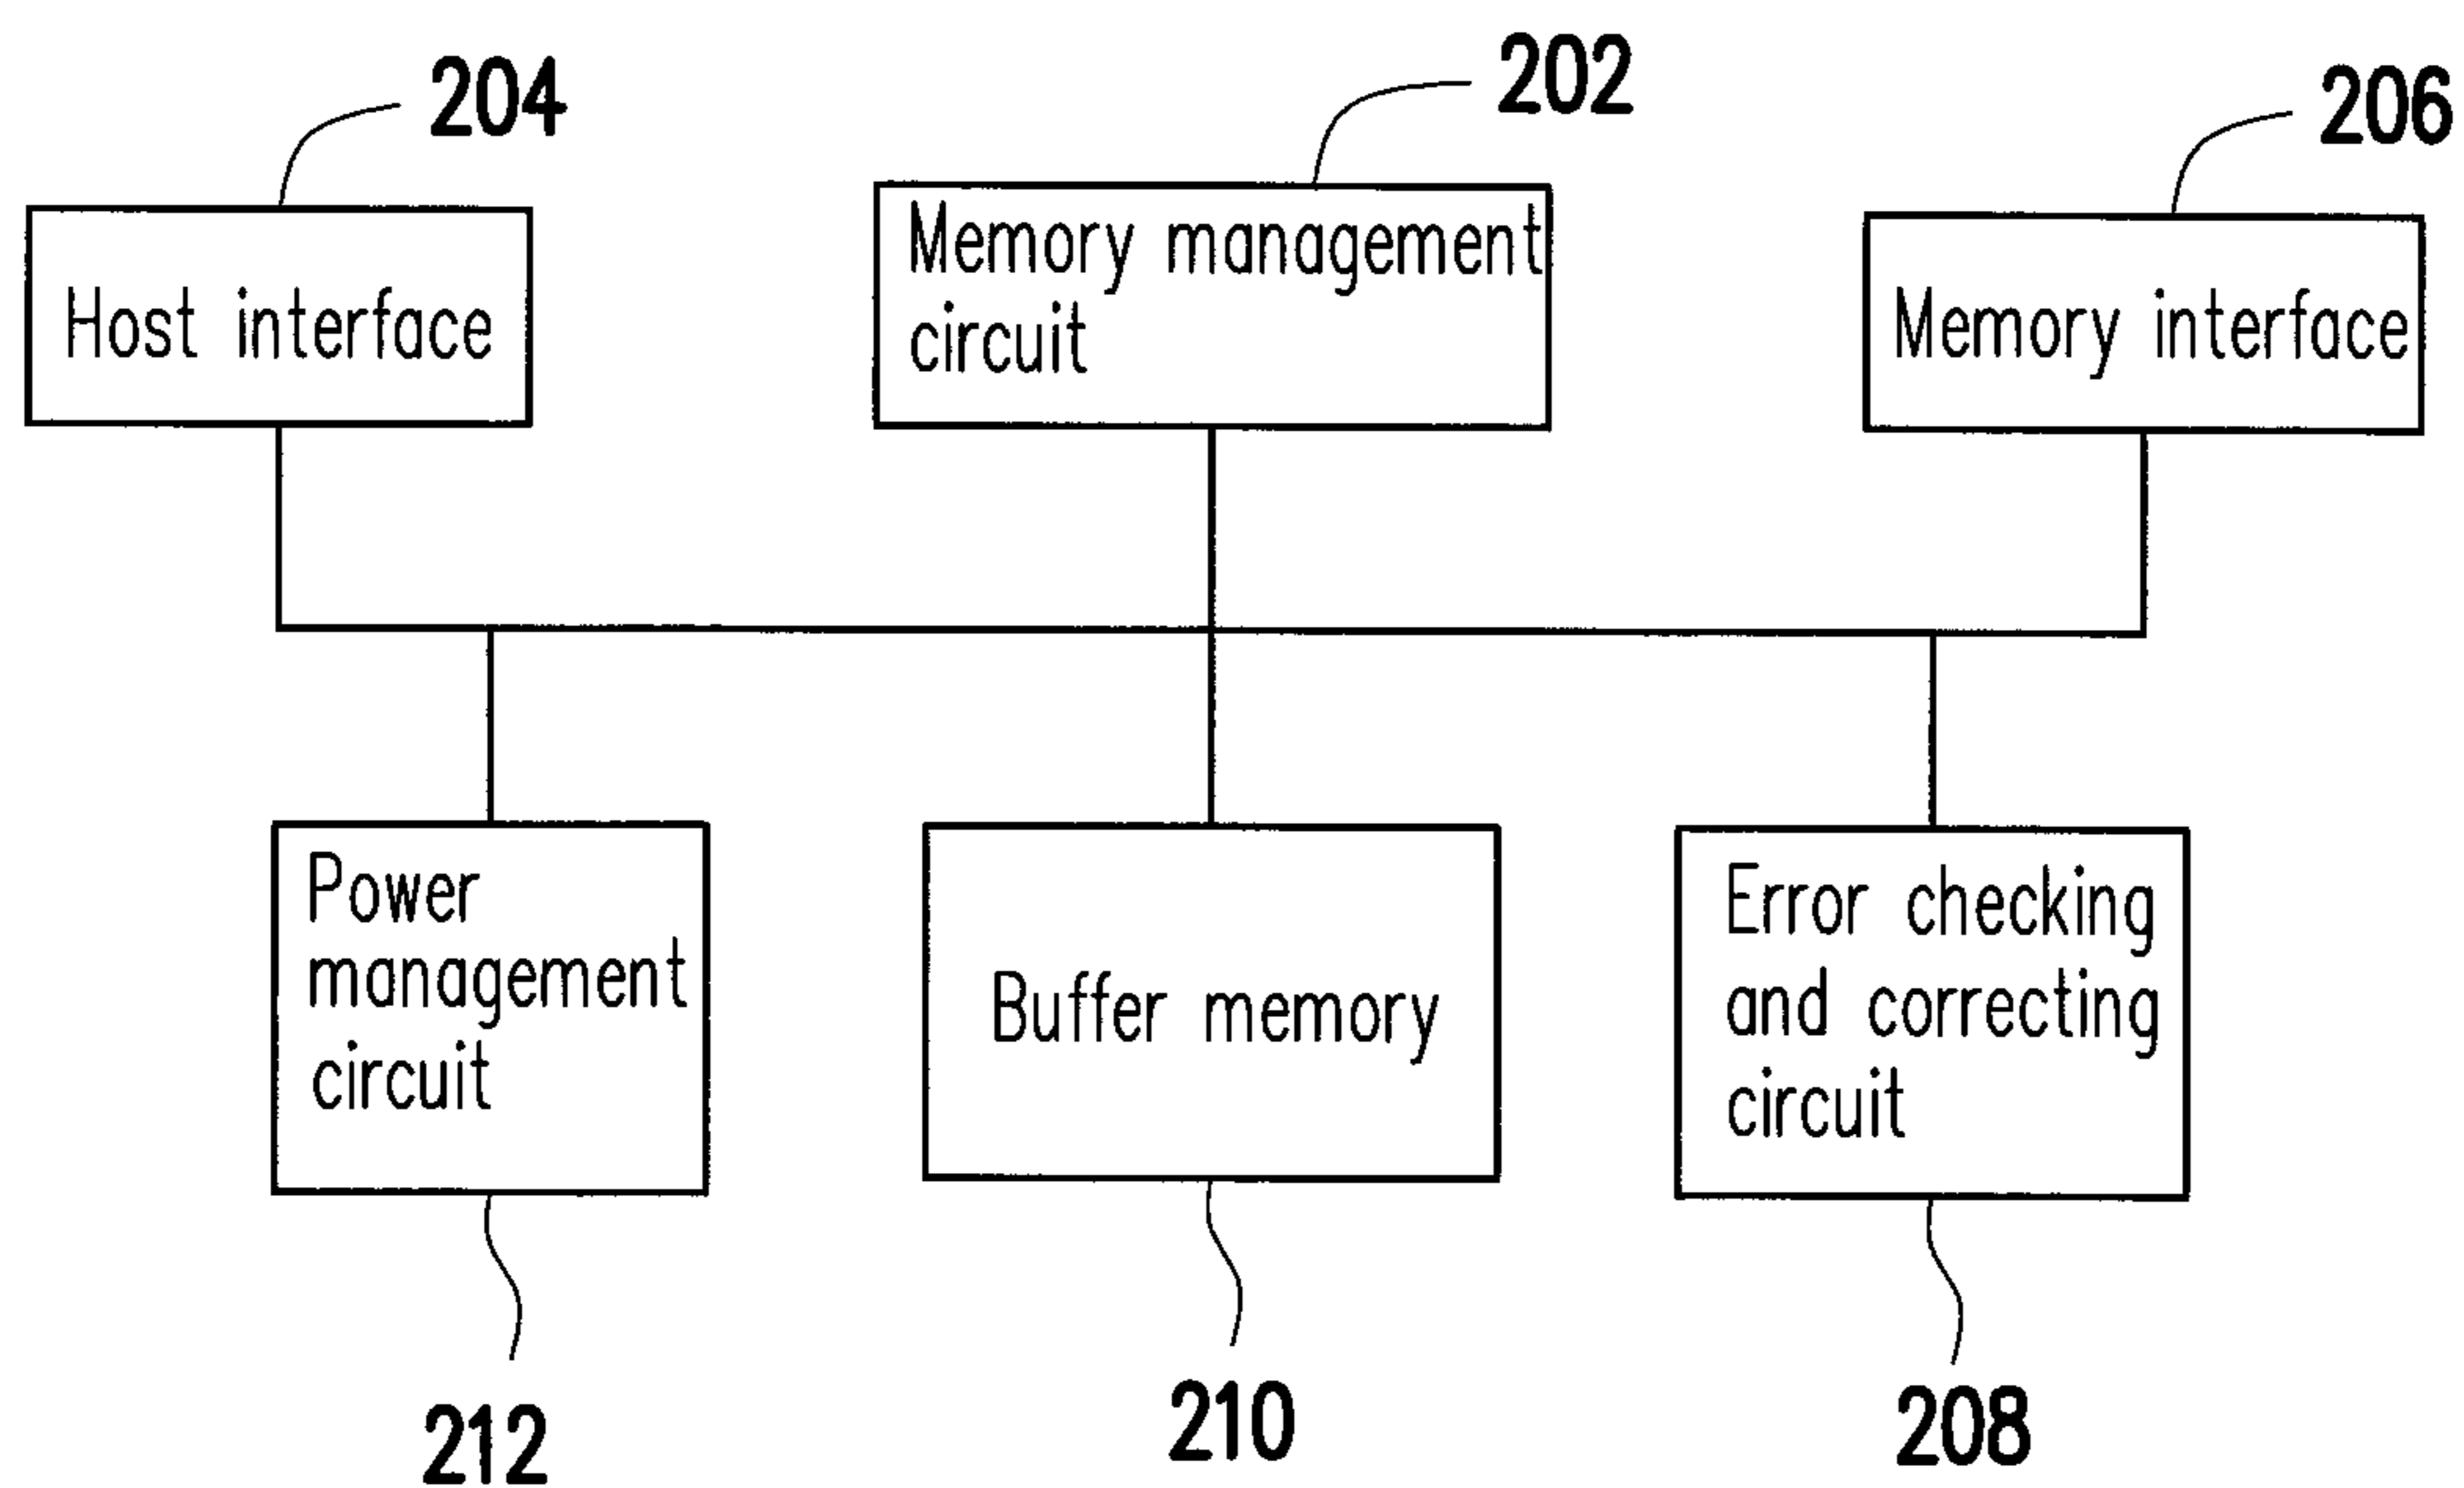 204
202
206
Host interface
Memory management
circuit
Memory interface
Power
management
circuit
Buffer memory
Error checking
and correcting
circuit
212
210
208